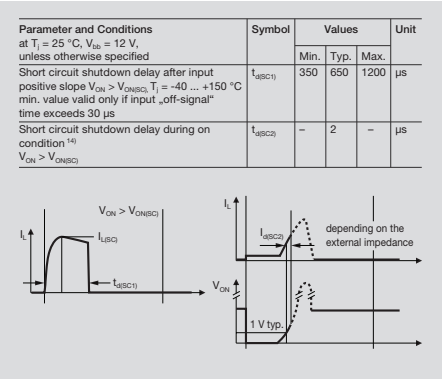 Parameter and Conditions Symbol Values Unit
at Tj = 25 °C, Vbb = 12 V,
unless otherwise specified Min. Typ. Max.
Short circuit shutdown delay after input td(SC1) 350 650 1200 µs
positive slope VON > VON(SC), Tj = -40 ... +150 °C
min. value valid only if input „off-signal“
time exceeds 30 µs
Short circuit shutdown delay during on td(SC2) – 2 – µs
condition 14)
VON > VON(SC)
VON > VON(SC)
IL
IL(SC)
td(SC1)
IL
Id(SC2)
depending on the
external impedance
VON
1 V typ.